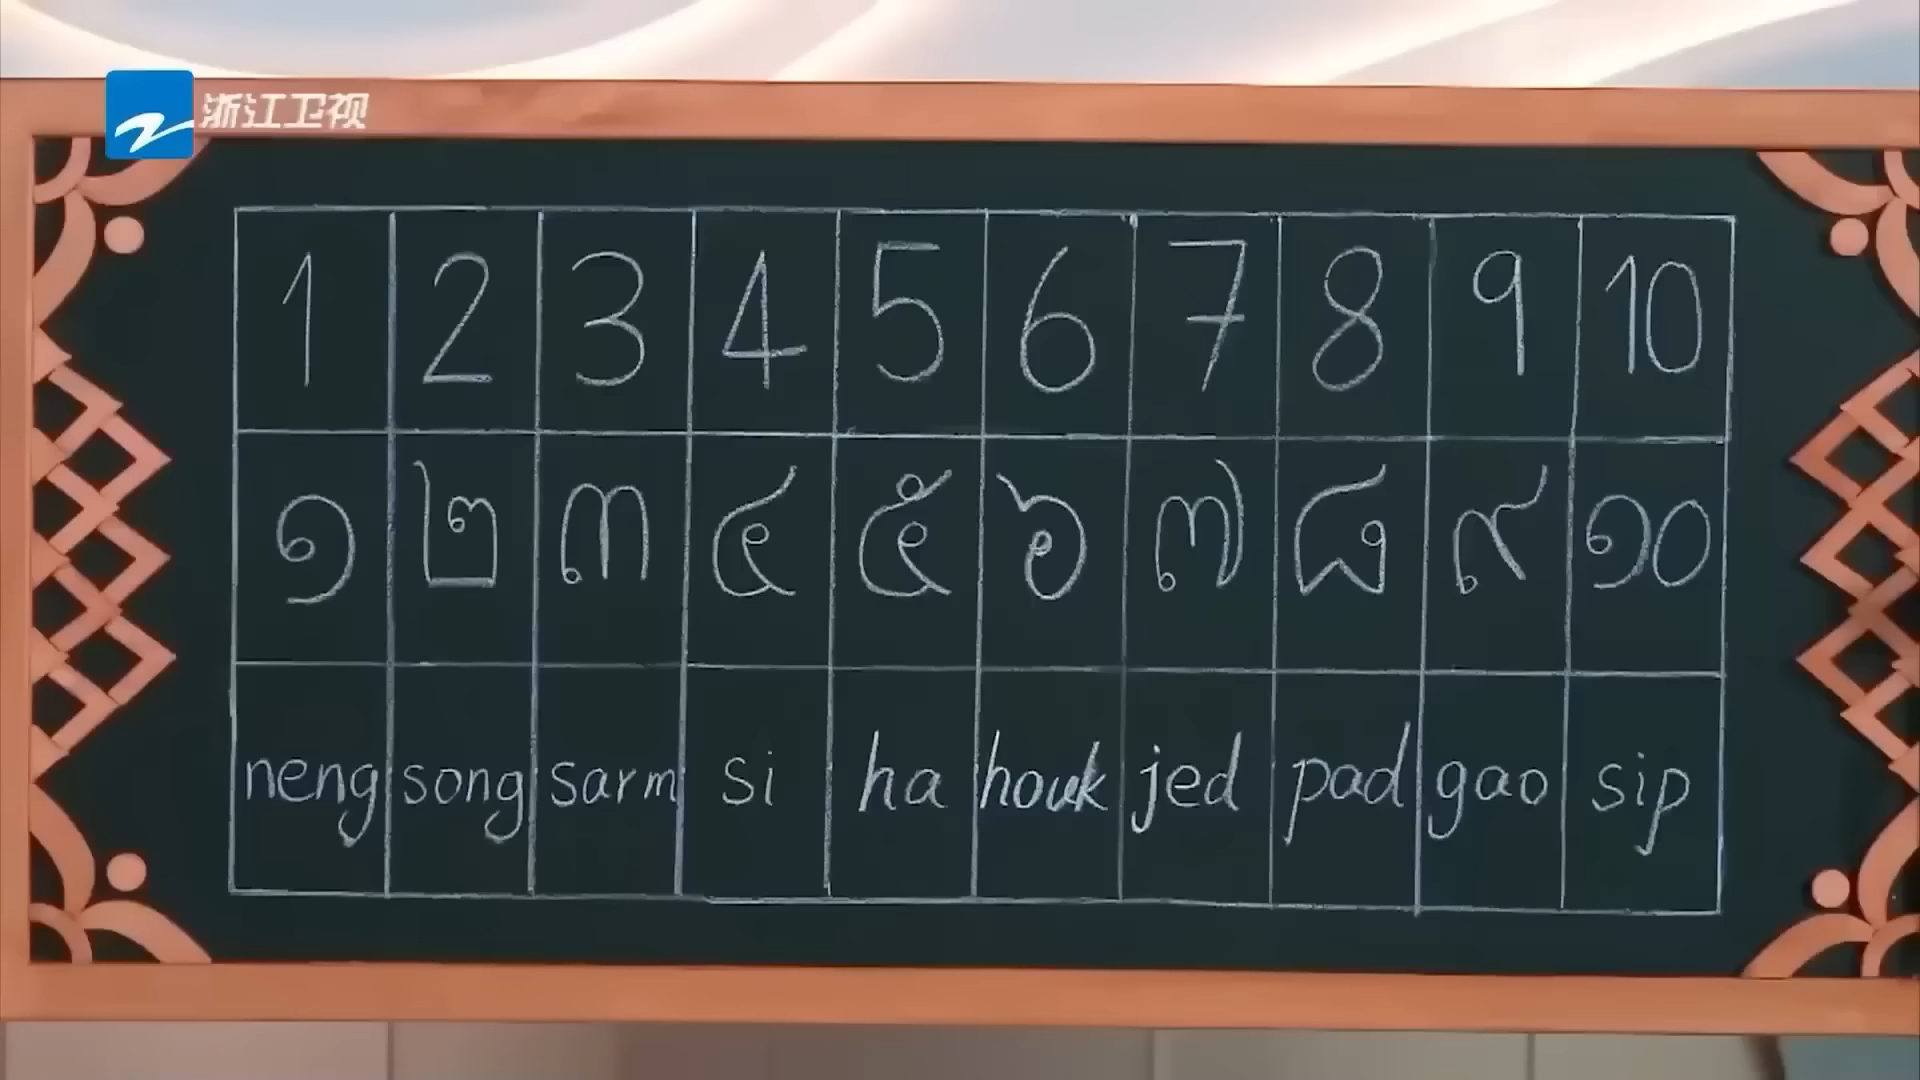 浙江卫视
1 2 3 4 5 6 7 8 9 10
๑ ๒ ๓ ๔ ๕ ๖ ๗ ๘ ๙ ๑๐
neng song sarm si ha houk jed pad gao sip